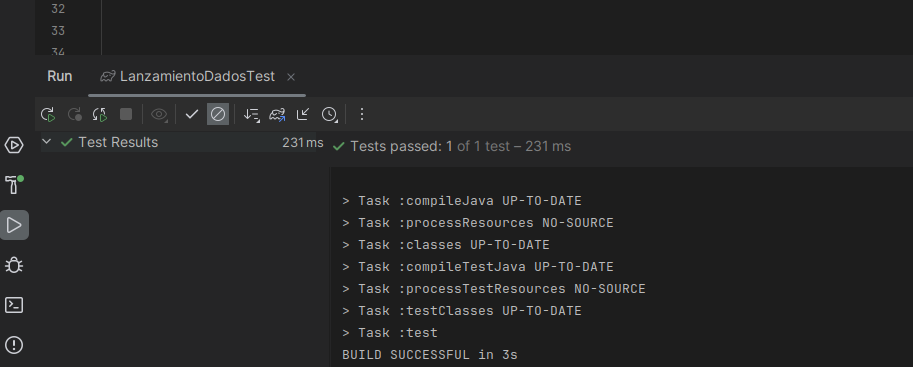 32
33
34
Run LanzamientoDadosTest
Test Results 231 ms
Tests passed: 1 of 1 test – 231 ms
> Task :compileJava UP-TO-DATE
> Task :processResources NO-SOURCE
> Task :classes UP-TO-DATE
> Task :compileTestJava UP-TO-DATE
> Task :processTestResources NO-SOURCE
> Task :testClasses UP-TO-DATE
> Task :test
BUILD SUCCESSFUL in 3s